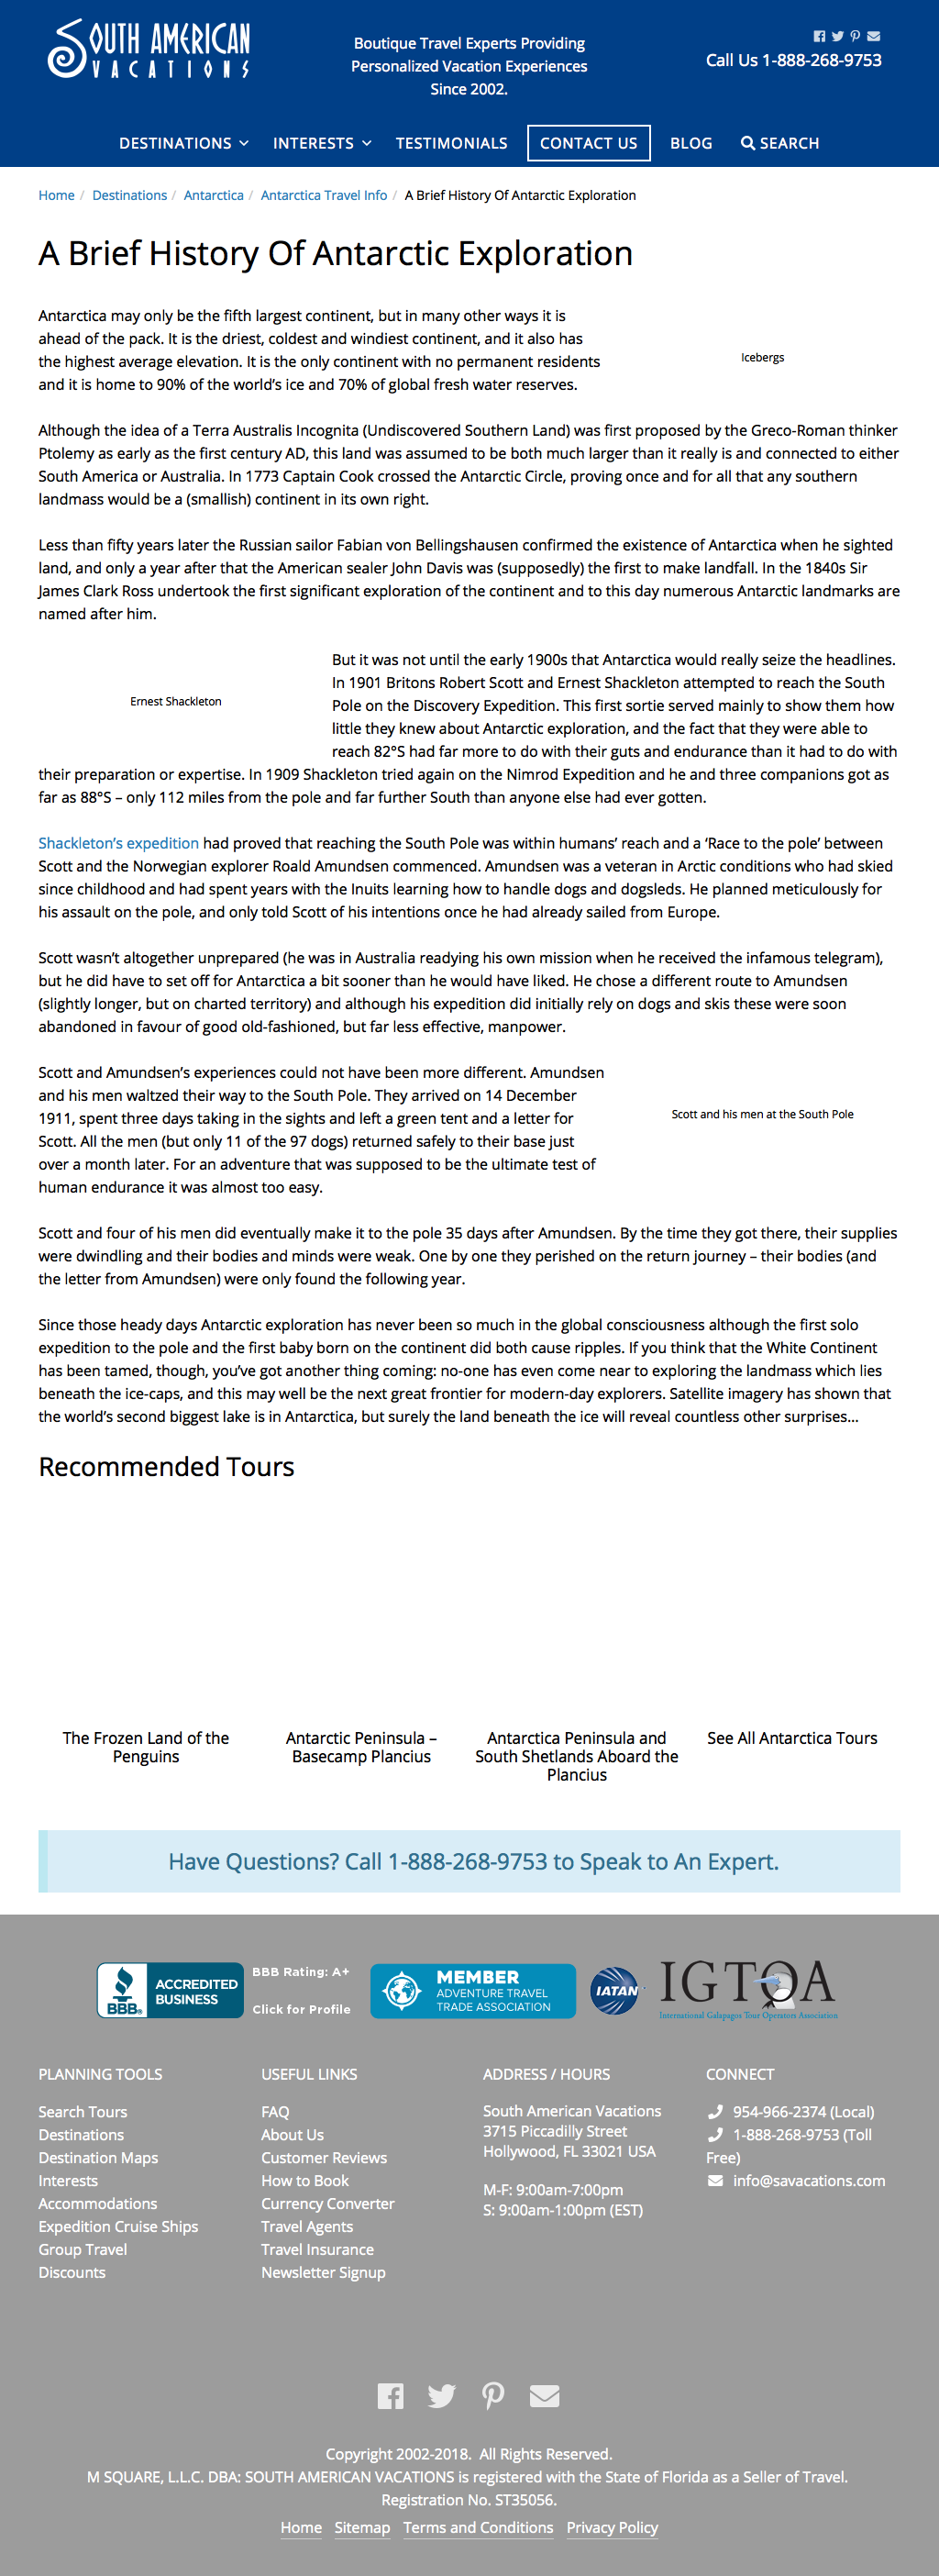 SOUTH AMERICAN
VACATIONS
Boutique Travel Experts Providing
Personalized Vacation Experiences
Since 2002.
Call Us 1-888-268-9753
DESTINATIONS INTERESTS TESTIMONIALS CONTACT US BLOG SEARCH
Home / Destinations / Antarctica / Antarctica Travel Info / A Brief History Of Antarctic Exploration
A Brief History Of Antarctic Exploration
Antarctica may only be the fifth largest continent, but in many other ways it is
ahead of the pack. It is the driest, coldest and windiest continent, and it also has
the highest average elevation. It is the only continent with no permanent residents
and it is home to 90% of the world’s ice and 70% of global fresh water reserves.
Icebergs
Although the idea of a Terra Australis Incognita (Undiscovered Southern Land) was first proposed by the Greco-Roman thinker
Ptolemy as early as the first century AD, this land was assumed to be both much larger than it really is and connected to either
South America or Australia. In 1773 Captain Cook crossed the Antarctic Circle, proving once and for all that any southern
landmass would be a (smallish) continent in its own right.
Less than fifty years later the Russian sailor Fabian von Bellingshausen confirmed the existence of Antarctica when he sighted
land, and only a year after that the American sealer John Davis was (supposedly) the first to make landfall. In the 1840s Sir
James Clark Ross undertook the first significant exploration of the continent and to this day numerous Antarctic landmarks are
named after him.
Ernest Shackleton
But it was not until the early 1900s that Antarctica would really seize the headlines.
In 1901 Britons Robert Scott and Ernest Shackleton attempted to reach the South
Pole on the Discovery Expedition. This first sortie served mainly to show them how
little they knew about Antarctic exploration, and the fact that they were able to
reach 82°S had far more to do with their guts and endurance than it had to do with
their preparation or expertise. In 1909 Shackleton tried again on the Nimrod Expedition and he and three companions got as
far as 88°S – only 112 miles from the pole and far further South than anyone else had ever gotten.
Shackleton’s expedition had proved that reaching the South Pole was within humans’ reach and a ‘Race to the pole’ between
Scott and the Norwegian explorer Roald Amundsen commenced. Amundsen was a veteran in Arctic conditions who had skied
since childhood and had spent years with the Inuits learning how to handle dogs and dogsleds. He planned meticulously for
his assault on the pole, and only told Scott of his intentions once he had already sailed from Europe.
Scott wasn’t altogether unprepared (he was in Australia readying his own mission when he received the infamous telegram),
but he did have to set off for Antarctica a bit sooner than he would have liked. He chose a different route to Amundsen
(slightly longer, but on charted territory) and although his expedition did initially rely on dogs and skis these were soon
abandoned in favour of good old-fashioned, but far less effective, manpower.
Scott and Amundsen’s experiences could not have been more different. Amundsen
and his men waltzed their way to the South Pole. They arrived on 14 December
1911, spent three days taking in the sights and left a green tent and a letter for
Scott. All the men (but only 11 of the 97 dogs) returned safely to their base just
over a month later. For an adventure that was supposed to be the ultimate test of
human endurance it was almost too easy.
Scott and his men at the South Pole
Scott and four of his men did eventually make it to the pole 35 days after Amundsen. By the time they got there, their supplies
were dwindling and their bodies and minds were weak. One by one they perished on the return journey – their bodies (and
the letter from Amundsen) were only found the following year.
Since those heady days Antarctic exploration has never been so much in the global consciousness although the first solo
expedition to the pole and the first baby born on the continent did both cause ripples. If you think that the White Continent
has been tamed, though, you’ve got another thing coming: no-one has even come near to exploring the landmass which lies
beneath the ice-caps, and this may well be the next great frontier for modern-day explorers. Satellite imagery has shown that
the world’s second biggest lake is in Antarctica, but surely the land beneath the ice will reveal countless other surprises…
Recommended Tours
The Frozen Land of the
Penguins
Antarctic Peninsula –
Basecamp Plancius
Antarctica Peninsula and
South Shetlands Aboard the
Plancius
See All Antarctica Tours
Have Questions? Call 1-888-268-9753 to Speak to An Expert.
BBB
ACCREDITED
BUSINESS
BBB Rating: A+
Click for Profile
MEMBER
ADVENTURE TRAVEL
TRADE ASSOCIATION
IATAN
IGTOA
International Galapagos Tour Operators Association
PLANNING TOOLS
Search Tours
Destinations
Destination Maps
Interests
Accommodations
Expedition Cruise Ships
Group Travel
Discounts
USEFUL LINKS
FAQ
About Us
Customer Reviews
How to Book
Currency Converter
Travel Agents
Travel Insurance
Newsletter Signup
ADDRESS / HOURS
South American Vacations
3715 Piccadilly Street
Hollywood, FL 33021 USA
M-F: 9:00am-7:00pm
S: 9:00am-1:00pm (EST)
CONNECT
954-966-2374 (Local)
1-888-268-9753 (Toll
Free)
info@savacations.com
Copyright 2002-2018. All Rights Reserved.
M SQUARE, L.L.C. DBA: SOUTH AMERICAN VACATIONS is registered with the State of Florida as a Seller of Travel.
Registration No. ST35056.
Home Sitemap Terms and Conditions Privacy Policy